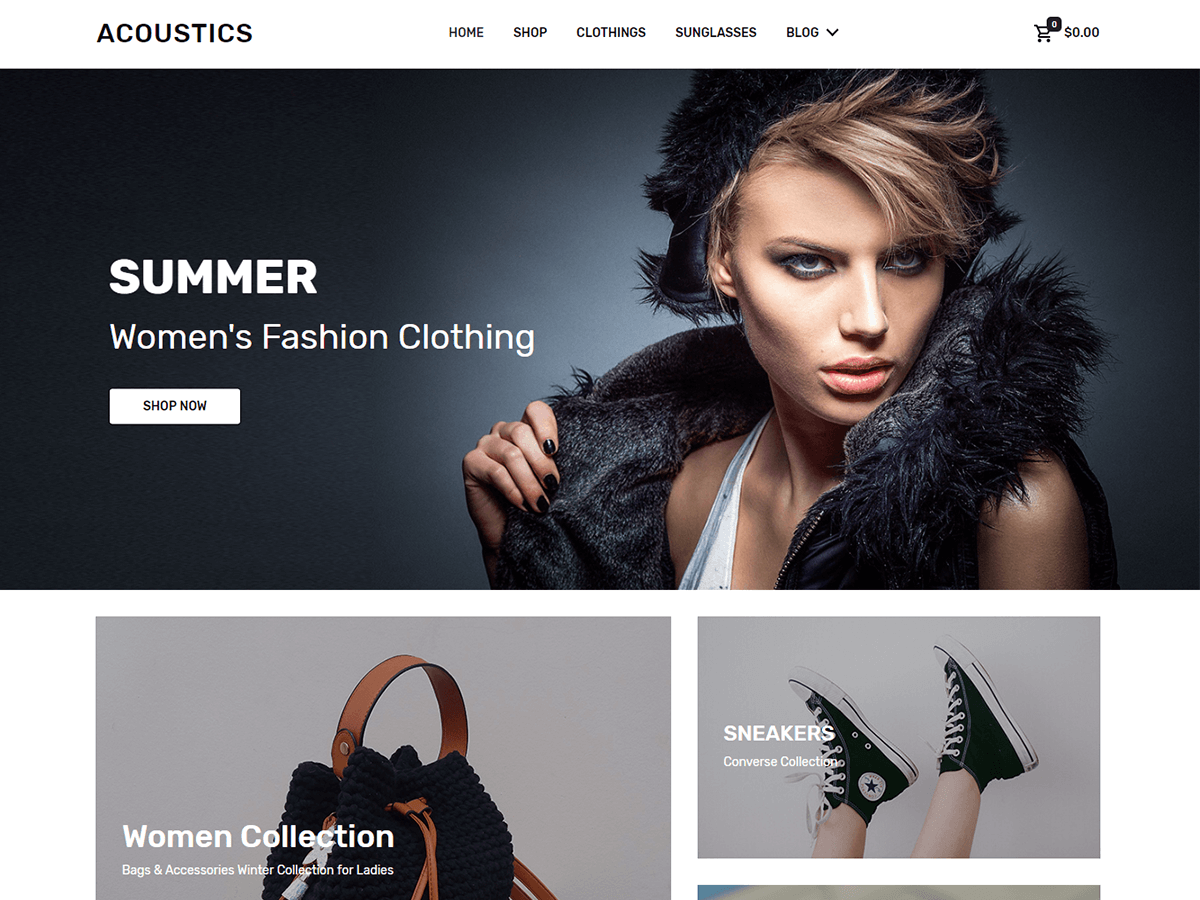 ACOUSTICS
HOME SHOP CLOTHINGS SUNGLASSES BLOG
0 $0.00
SUMMER
Women's Fashion Clothing
SHOP NOW
SNEAKERS
Converse Collection
Women Collection
Bags & Accessories Winter Collection for Ladies